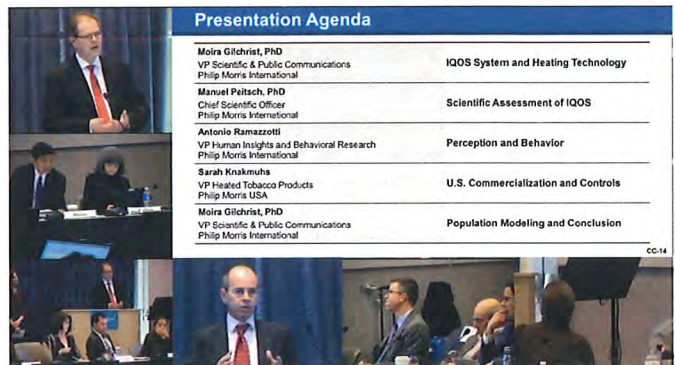 Presentation Agenda
Moira Gilchrist, PhD
VP Scientific & Public Communications
Philip Morris International
IQOS System and Heating Technology
Manuel Peitsch, PhD
Chief Scientific Officer
Philip Morris International
Scientific Assessment of IQOS
Antonio Ramazzotti
VP Human Insights and Behavioral Research
Philip Morris International
Perception and Behavior
Sarah Knakmuhs
VP Heated Tobacco Products
Philip Morris USA
U.S. Commercialization and Controls
Moira Gilchrist, PhD
VP Scientific & Public Communications
Philip Morris International
Population Modeling and Conclusion
CC-14